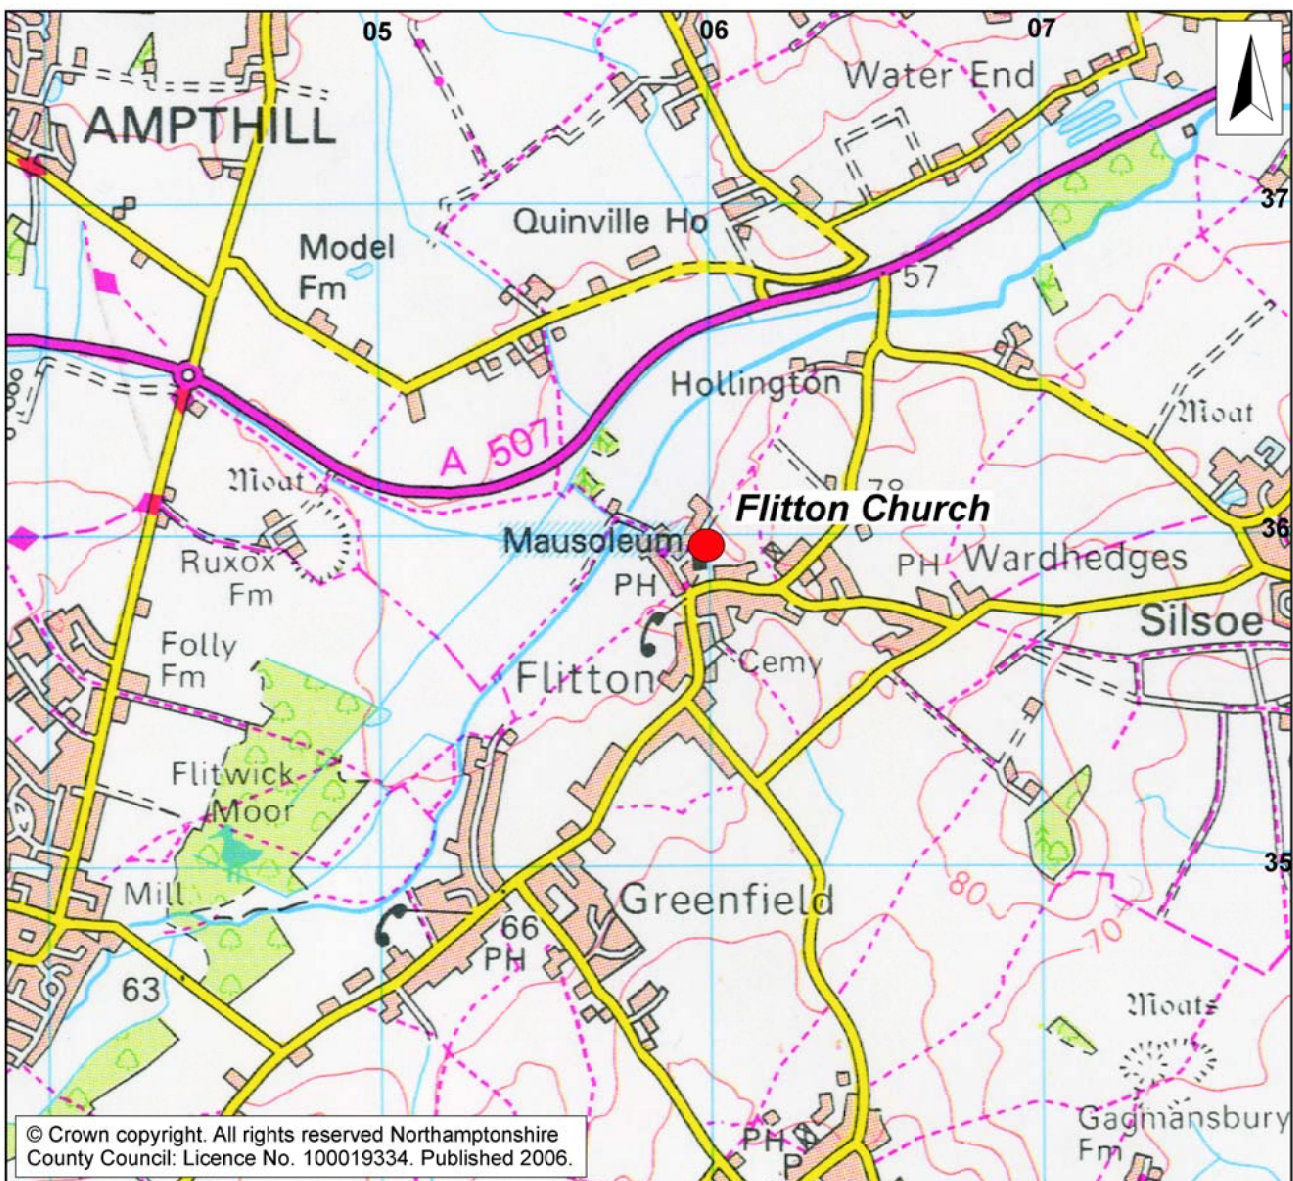 05
06
07
Water End
AMPTHILL
37
Quinville Ho
Model
Fm
57
Hollington
Moat
A 507
Moat
78
Flitton Church
36
Mausoleum
PH
Wardhedges
Ruxox
Fm
PH
Silsoe
Folly
Fm
Cemy
Flitton
Flitwick
Moor
35
Mill
80
Greenfield
66
70
PH
63
Moats
Gagmansbury
Fm
PH
P
© Crown copyright. All rights reserved Northamptonshire
County Council: Licence No. 100019334. Published 2006.